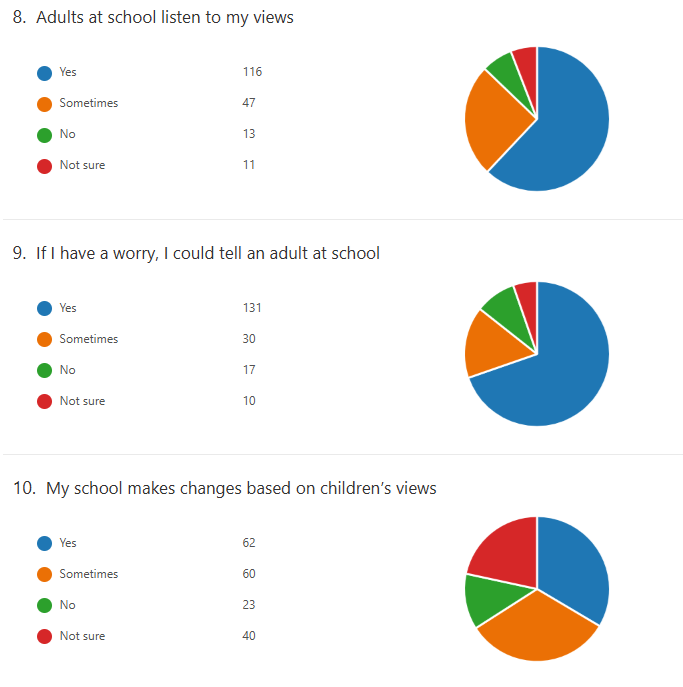 8. Adults at school listen to my views
Yes 116
Sometimes 47
No 13
Not sure 11
9. If I have a worry, I could tell an adult at school
Yes 131
Sometimes 30
No 17
Not sure 10
10. My school makes changes based on children’s views
Yes 62
Sometimes 60
No 23
Not sure 40